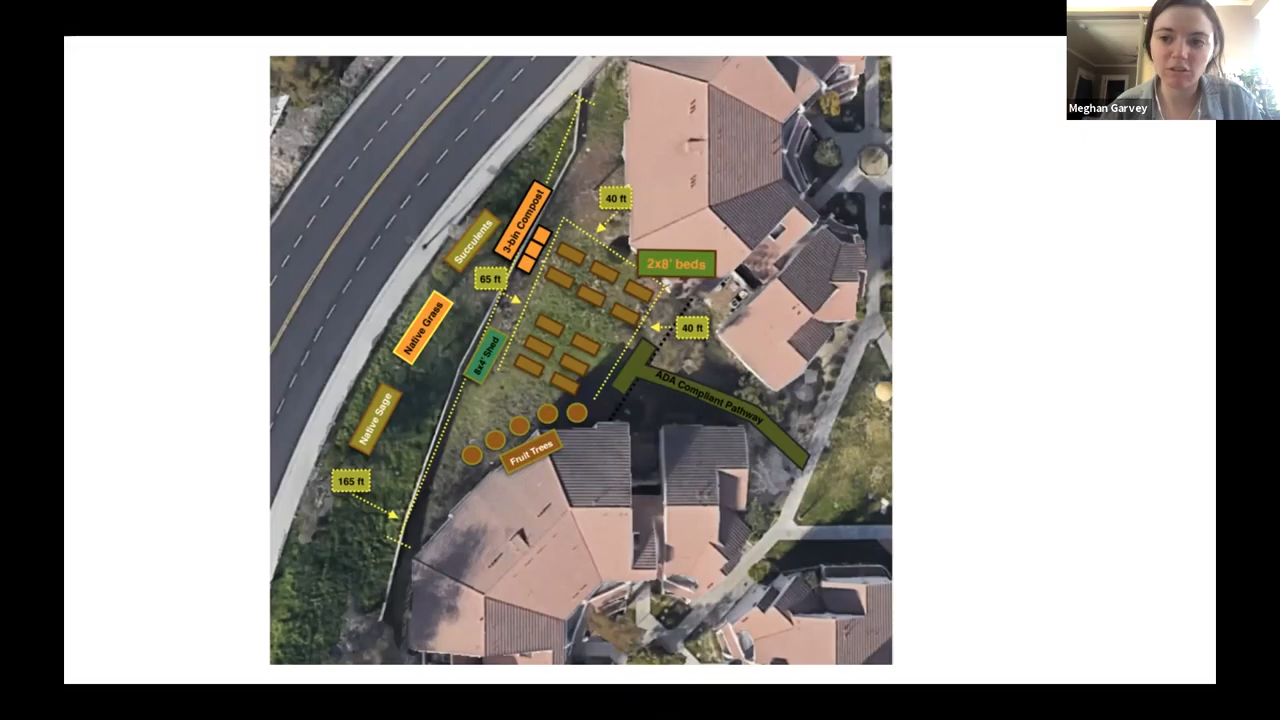 Meghan Garvey
40 ft
3-bin Compost
Succulents
2x8' beds
65 ft
Native Grass
40 ft
8x4' Shed
ADA Compliant Pathway
Native Sage
Fruit Trees
165 ft